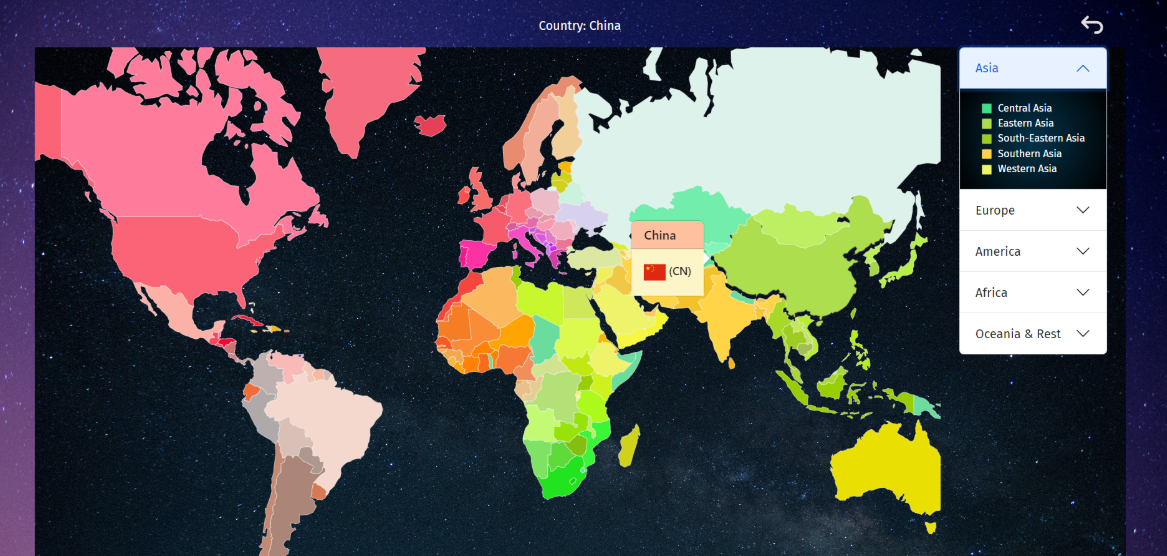 Country: China
Asia
Central Asia
Eastern Asia
South-Eastern Asia
Southern Asia
Western Asia
China
(CN)
Europe
America
Africa
Oceania & Rest